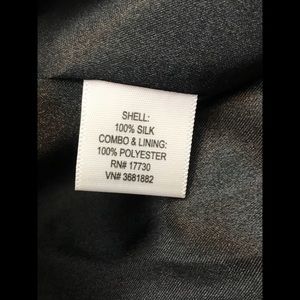 SHELL:
100% SILK
COMBO & LINING:
100% POLYESTER
RN# 17730
VN# 3681882